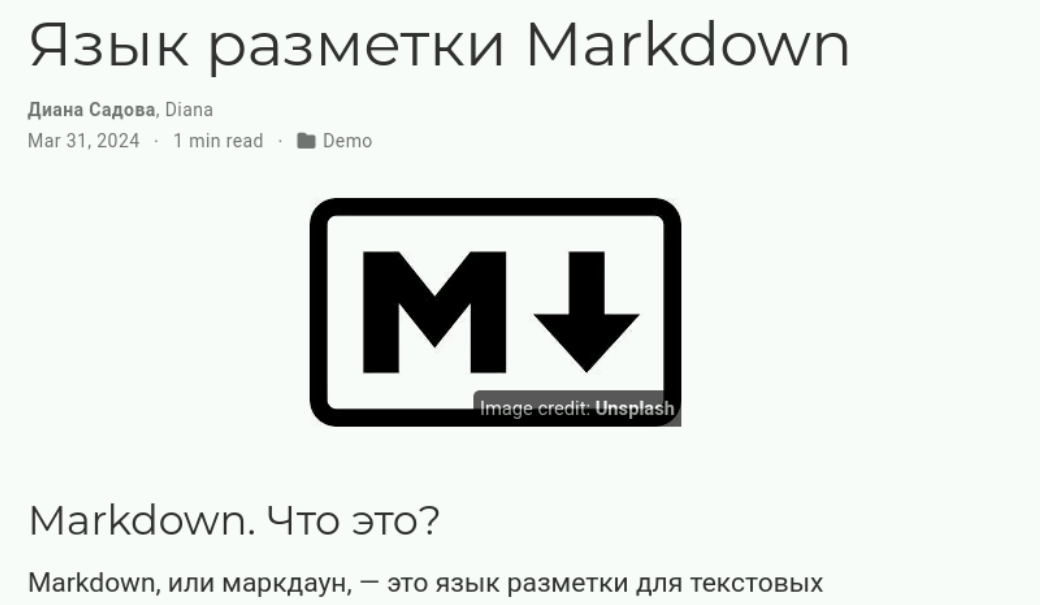 Язык разметки Markdown
Диана Садова, Diana
Mar 31, 2024 · 1 min read · Demo
M
Image credit: Unsplash
Markdown. Что это?
Markdown, или маркдаун, — это язык разметки для текстовых